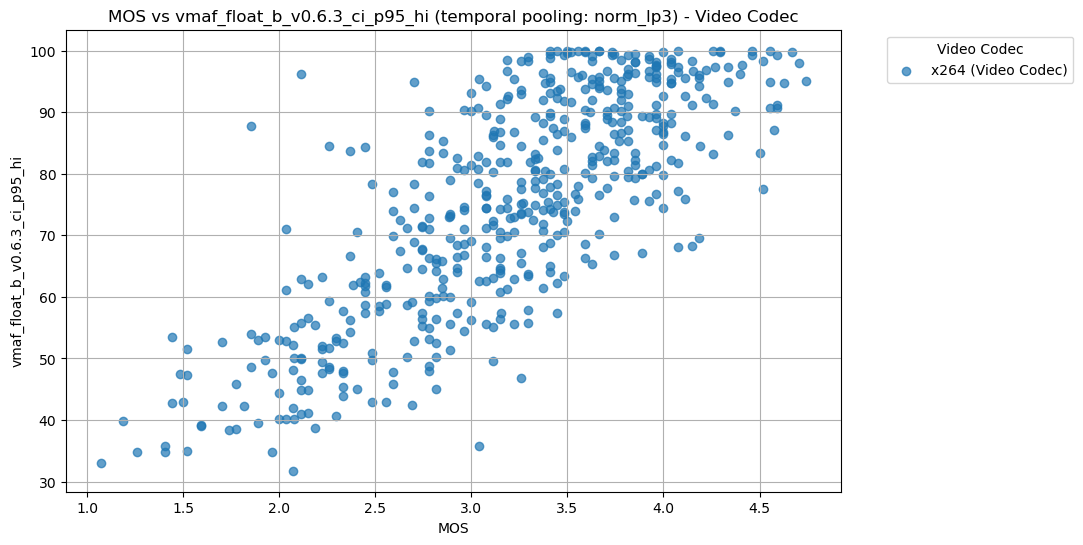 MOS vs vmaf_float_b_v0.6.3_ci_p95_hi (temporal pooling: norm_lp3) - Video Codec
Video Codec
x264 (Video Codec)
vmaf_float_b_v0.6.3_ci_p95_hi
100
90
80
70
60
50
40
30
1.0 1.5 2.0 2.5 3.0 3.5 4.0 4.5
MOS